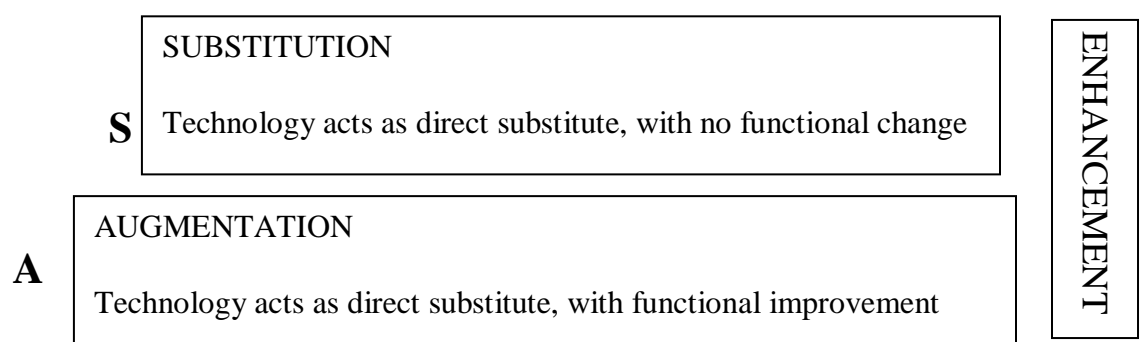 SUBSTITUTION
S
Technology acts as direct substitute, with no functional change
AUGMENTATION
A
Technology acts as direct substitute, with functional improvement
ENHANCEMENT